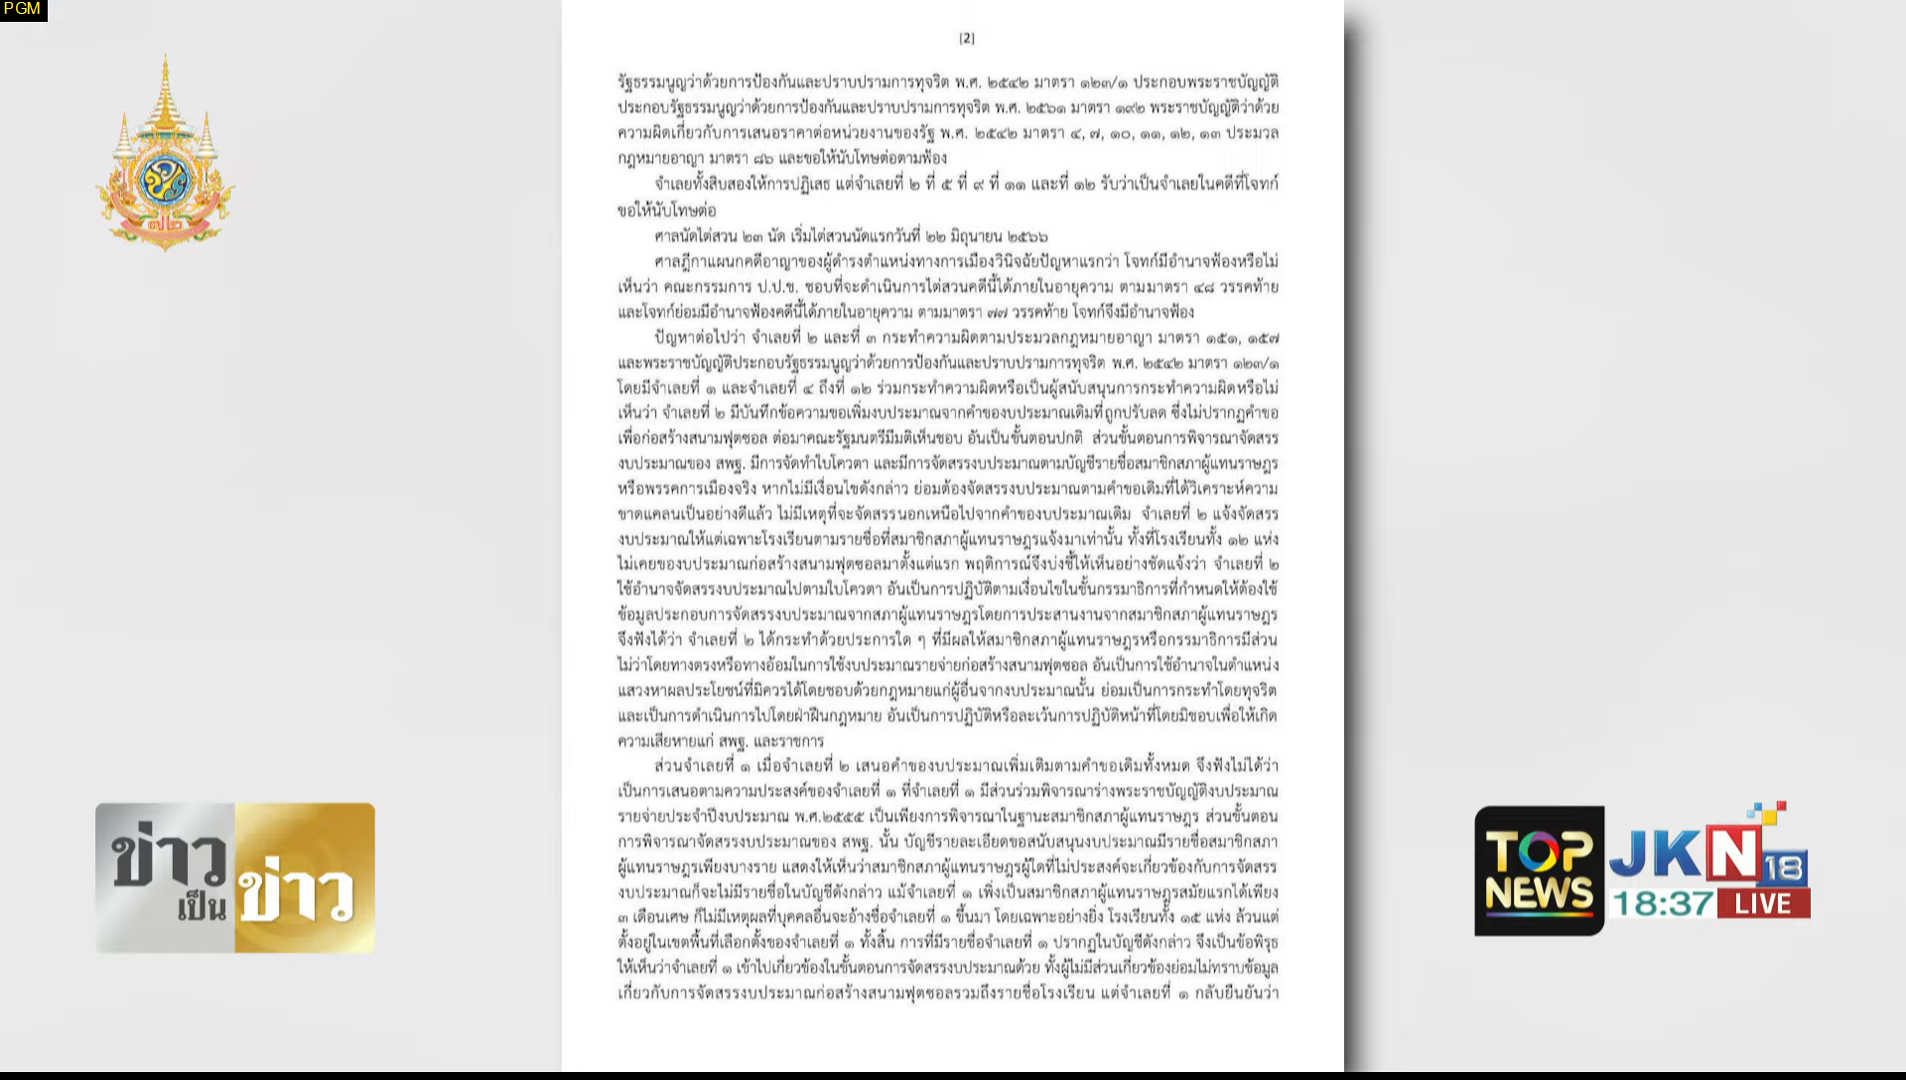 PGM
[2]
รัฐธรรมนูญว่าด้วยการป้องกันและปราบปรามการทุจริต พ.ศ. ๒๕๔๒ มาตรา ๑๒๓/๑ ประกอบพระราชบัญญัติ
ประกอบรัฐธรรมนูญว่าด้วยการป้องกันและปราบปรามการทุจริต พ.ศ. ๒๕๖๑ มาตรา ๑๙๒ พระราชบัญญัติว่าด้วย
ความผิดเกี่ยวกับการเสนอราคาต่อหน่วยงานของรัฐ พ.ศ. ๒๕๔๒ มาตรา ๔, ๗, ๑๐, ๑๑, ๑๒, ๑๓ ประมวล
กฎหมายอาญา มาตรา ๘๖ และขอให้นับโทษต่อตามฟ้อง
จำเลยทั้งสิบสองให้การปฏิเสธ แต่จำเลยที่ ๒ ที่ ๕ ที่ ๙ ที่ ๑๑ และที่ ๑๒ รับว่าเป็นจำเลยในคดีที่โจทก์
ขอให้นับโทษต่อ
ศาลนัดไต่สวน ๒๓ นัด เริ่มไต่สวนนัดแรกวันที่ ๒๒ มิถุนายน ๒๕๖๖
ศาลฎีกาแผนกคดีอาญาของผู้ดำรงตำแหน่งทางการเมืองวินิจฉัยปัญหาแรกว่า โจทก์มีอำนาจฟ้องหรือไม่
เห็นว่า คณะกรรมการ ป.ป.ช. ชอบที่จะดำเนินการไต่สวนคดีนี้ได้ภายในอายุความ ตามมาตรา ๔๘ วรรคท้าย
และโจทก์ย่อมมีอำนาจฟ้องคดีนี้ได้ภายในอายุความ ตามมาตรา ๗๗ วรรคท้าย โจทก์จึงมีอำนาจฟ้อง
ปัญหาต่อไปว่า จำเลยที่ ๒ และที่ ๓ กระทำความผิดตามประมวลกฎหมายอาญา มาตรา ๑๕๑, ๑๕๗
และพระราชบัญญัติประกอบรัฐธรรมนูญว่าด้วยการป้องกันและปราบปรามการทุจริต พ.ศ. ๒๕๔๒ มาตรา ๑๒๓/๑
โดยมีจำเลยที่ ๑ และจำเลยที่ ๔ ถึงที่ ๑๒ ร่วมกระทำความผิดหรือเป็นผู้สนับสนุนการกระทำความผิดหรือไม่
เห็นว่า จำเลยที่ ๒ มีบันทึกข้อความขอเพิ่มงบประมาณจากคำของบประมาณเดิมที่ถูกปรับลด ซึ่งไม่ปรากฏคำขอ
เพื่อก่อสร้างสนามฟุตซอล ต่อมาคณะรัฐมนตรีมีมติเห็นชอบ อันเป็นขั้นตอนปกติ ส่วนขั้นตอนการพิจารณาจัดสรร
งบประมาณของ สพฐ. มีการจัดทำใบโควตา และมีการจัดสรรงบประมาณตามบัญชีรายชื่อสมาชิกสภาผู้แทนราษฎร
หรือพรรคการเมืองจริง หากไม่มีเงื่อนไขดังกล่าว ย่อมต้องจัดสรรงบประมาณตามคำขอเดิมที่ได้วิเคราะห์ความ
ขาดแคลนเป็นอย่างดีแล้ว ไม่มีเหตุที่จะจัดสรรนอกเหนือไปจากคำของบประมาณเดิม จำเลยที่ ๒ แจ้งจัดสรร
งบประมาณให้แต่เฉพาะโรงเรียนตามรายชื่อที่สมาชิกสภาผู้แทนราษฎรแจ้งมาเท่านั้น ทั้งที่โรงเรียนทั้ง ๑๒ แห่ง
ไม่เคยของบประมาณก่อสร้างสนามฟุตซอลมาตั้งแต่แรก พฤติการณ์จึงบ่งชี้ให้เห็นอย่างชัดแจ้งว่า จำเลยที่ ๒
ใช้อำนาจจัดสรรงบประมาณไปตามใบโควตา อันเป็นการปฏิบัติตามเงื่อนไขในชั้นกรรมาธิการที่กำหนดให้ต้องใช้
ข้อมูลประกอบการจัดสรรงบประมาณจากสภาผู้แทนราษฎรโดยการประสานงานจากสมาชิกสภาผู้แทนราษฎร
จึงฟังได้ว่า จำเลยที่ ๒ ได้กระทำด้วยประการใด ๆ ที่มีผลให้สมาชิกสภาผู้แทนราษฎรหรือกรรมาธิการมีส่วน
ไม่ว่าโดยทางตรงหรือทางอ้อมในการใช้งบประมาณรายจ่ายก่อสร้างสนามฟุตซอล อันเป็นการใช้อำนาจในตำแหน่ง
แสวงหาผลประโยชน์ที่มิควรได้โดยชอบด้วยกฎหมายแก่ผู้อื่นจากงบประมาณนั้น ย่อมเป็นการกระทำโดยทุจริต
และเป็นการดำเนินการไปโดยฝ่าฝืนกฎหมาย อันเป็นการปฏิบัติหรือละเว้นการปฏิบัติหน้าที่โดยมิชอบเพื่อให้เกิด
ความเสียหายแก่ สพฐ. และราชการ
ส่วนจำเลยที่ ๑ เมื่อจำเลยที่ ๒ เสนอคำของบประมาณเพิ่มเติมตามคำขอเดิมทั้งหมด จึงฟังไม่ได้ว่า
เป็นการเสนอตามความประสงค์ของจำเลยที่ ๑ ที่จำเลยที่ ๑ มีส่วนร่วมพิจารณาร่างพระราชบัญญัติงบประมาณ
รายจ่ายประจำปีงบประมาณ พ.ศ.๒๕๕๕ เป็นเพียงการพิจารณาในฐานะสมาชิกสภาผู้แทนราษฎร ส่วนขั้นตอน
การพิจารณาจัดสรรงบประมาณของ สพฐ. นั้น บัญชีรายละเอียดขอสนับสนุนงบประมาณมีรายชื่อสมาชิกสภา
ผู้แทนราษฎรเพียงบางราย แสดงให้เห็นว่าสมาชิกสภาผู้แทนราษฎรผู้ใดที่ไม่ประสงค์จะเกี่ยวข้องกับการจัดสรร
งบประมาณก็จะไม่มีรายชื่อในบัญชีดังกล่าว แม้จำเลยที่ ๑ เพิ่งเป็นสมาชิกสภาผู้แทนราษฎรสมัยแรกได้เพียง
๓ เดือนเศษ ก็ไม่มีเหตุผลที่บุคคลอื่นจะอ้างชื่อจำเลยที่ ๑ ขึ้นมา โดยเฉพาะอย่างยิ่ง โรงเรียนทั้ง ๑๕ แห่ง ล้วนแต่
ตั้งอยู่ในเขตพื้นที่เลือกตั้งของจำเลยที่ ๑ ทั้งสิ้น การที่มีรายชื่อจำเลยที่ ๑ ปรากฏในบัญชีดังกล่าว จึงเป็นข้อพิรุธ
ให้เห็นว่าจำเลยที่ ๑ เข้าไปเกี่ยวข้องในขั้นตอนการจัดสรรงบประมาณด้วย ทั้งผู้ไม่มีส่วนเกี่ยวข้องย่อมไม่ทราบข้อมูล
เกี่ยวกับการจัดสรรงบประมาณก่อสร้างสนามฟุตซอลรวมถึงรายชื่อโรงเรียน แต่จำเลยที่ ๑ กลับยืนยันว่า
๗๒
ข่าว
เป็น
ข่าว
TOP
NEWS
JKN
18
18:37
LIVE